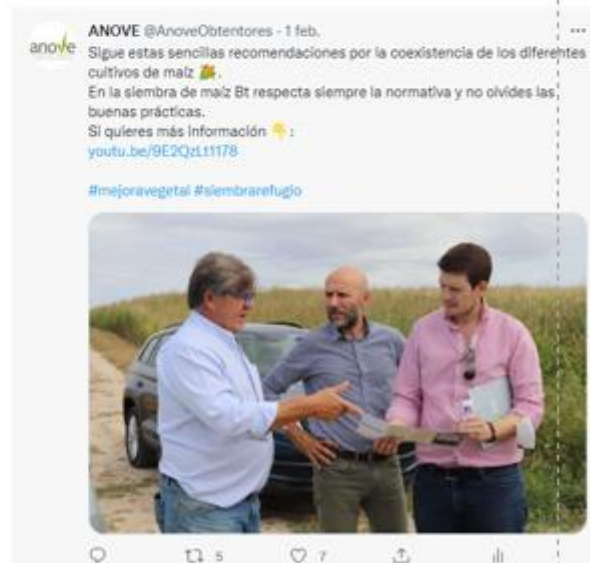 anove
ANOVE @AnoveObtentores - 1 feb.
Sigue estas sencillas recomendaciones por la coexistencia de los diferentes
cultivos de maíz 🌽.
En la siembra de maíz Bt respecta siempre la normativa y no olvides las
buenas prácticas.
Si quieres más información 👇:
youtu.be/9E2QzLt1178
#mejoravegetal #siembrarefugio
5
7